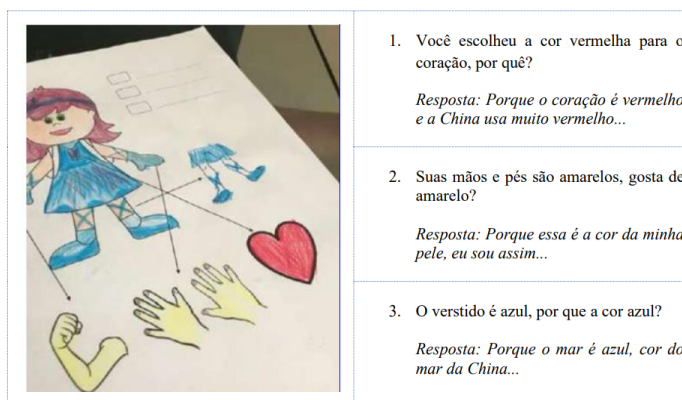 1. Você escolheu a cor vermelha para o
coração, por quê?
Resposta: Porque o coração é vermelho
e a China usa muito vermelho...
2. Suas mãos e pés são amarelos, gosta de
amarelo?
Resposta: Porque essa é a cor da minha
pele, eu sou assim...
3. O verstido é azul, por que a cor azul?
Resposta: Porque o mar é azul, cor do
mar da China...